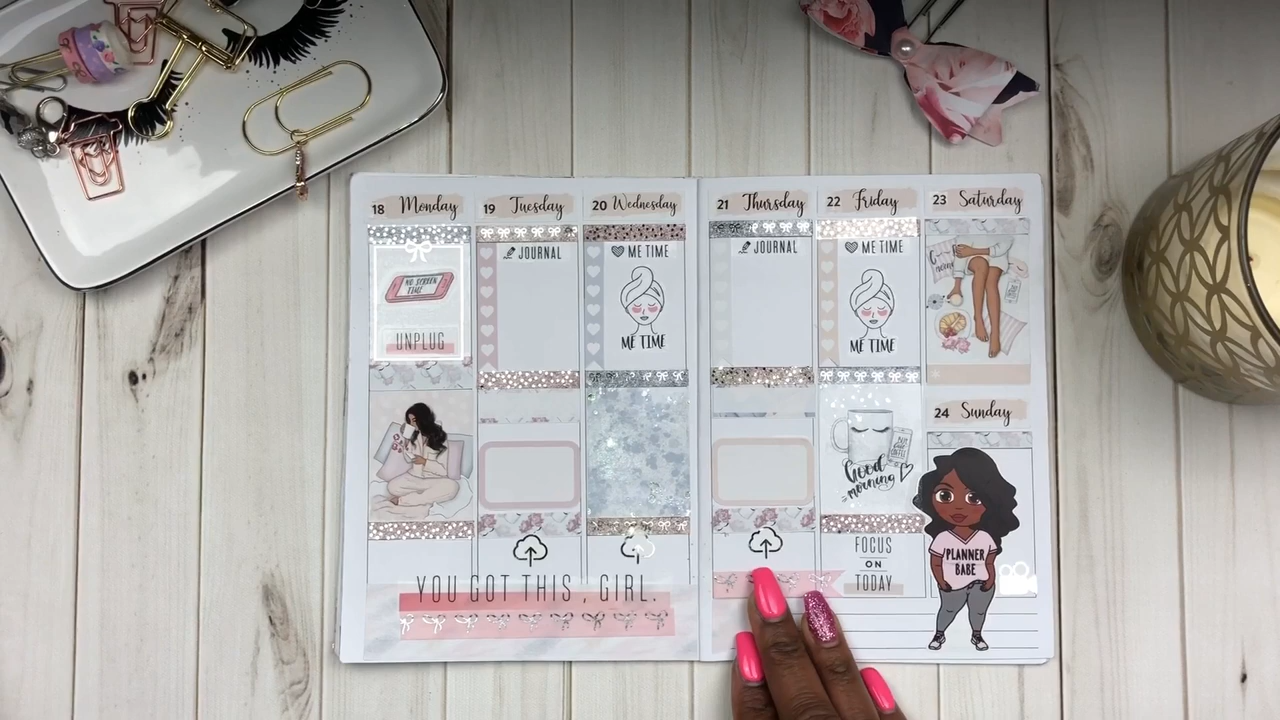 18 Monday
NO SCREEN
TIME
UNPLUG
19 Tuesday
JOURNAL
20 Wednesday
ME TIME
ME TIME
YOU GOT THIS, GIRL.
21 Thursday
JOURNAL
22 Friday
ME TIME
ME TIME
Good
morning
FOCUS
ON
TODAY
23 Saturday
24 Sunday
PLANNER
BABE